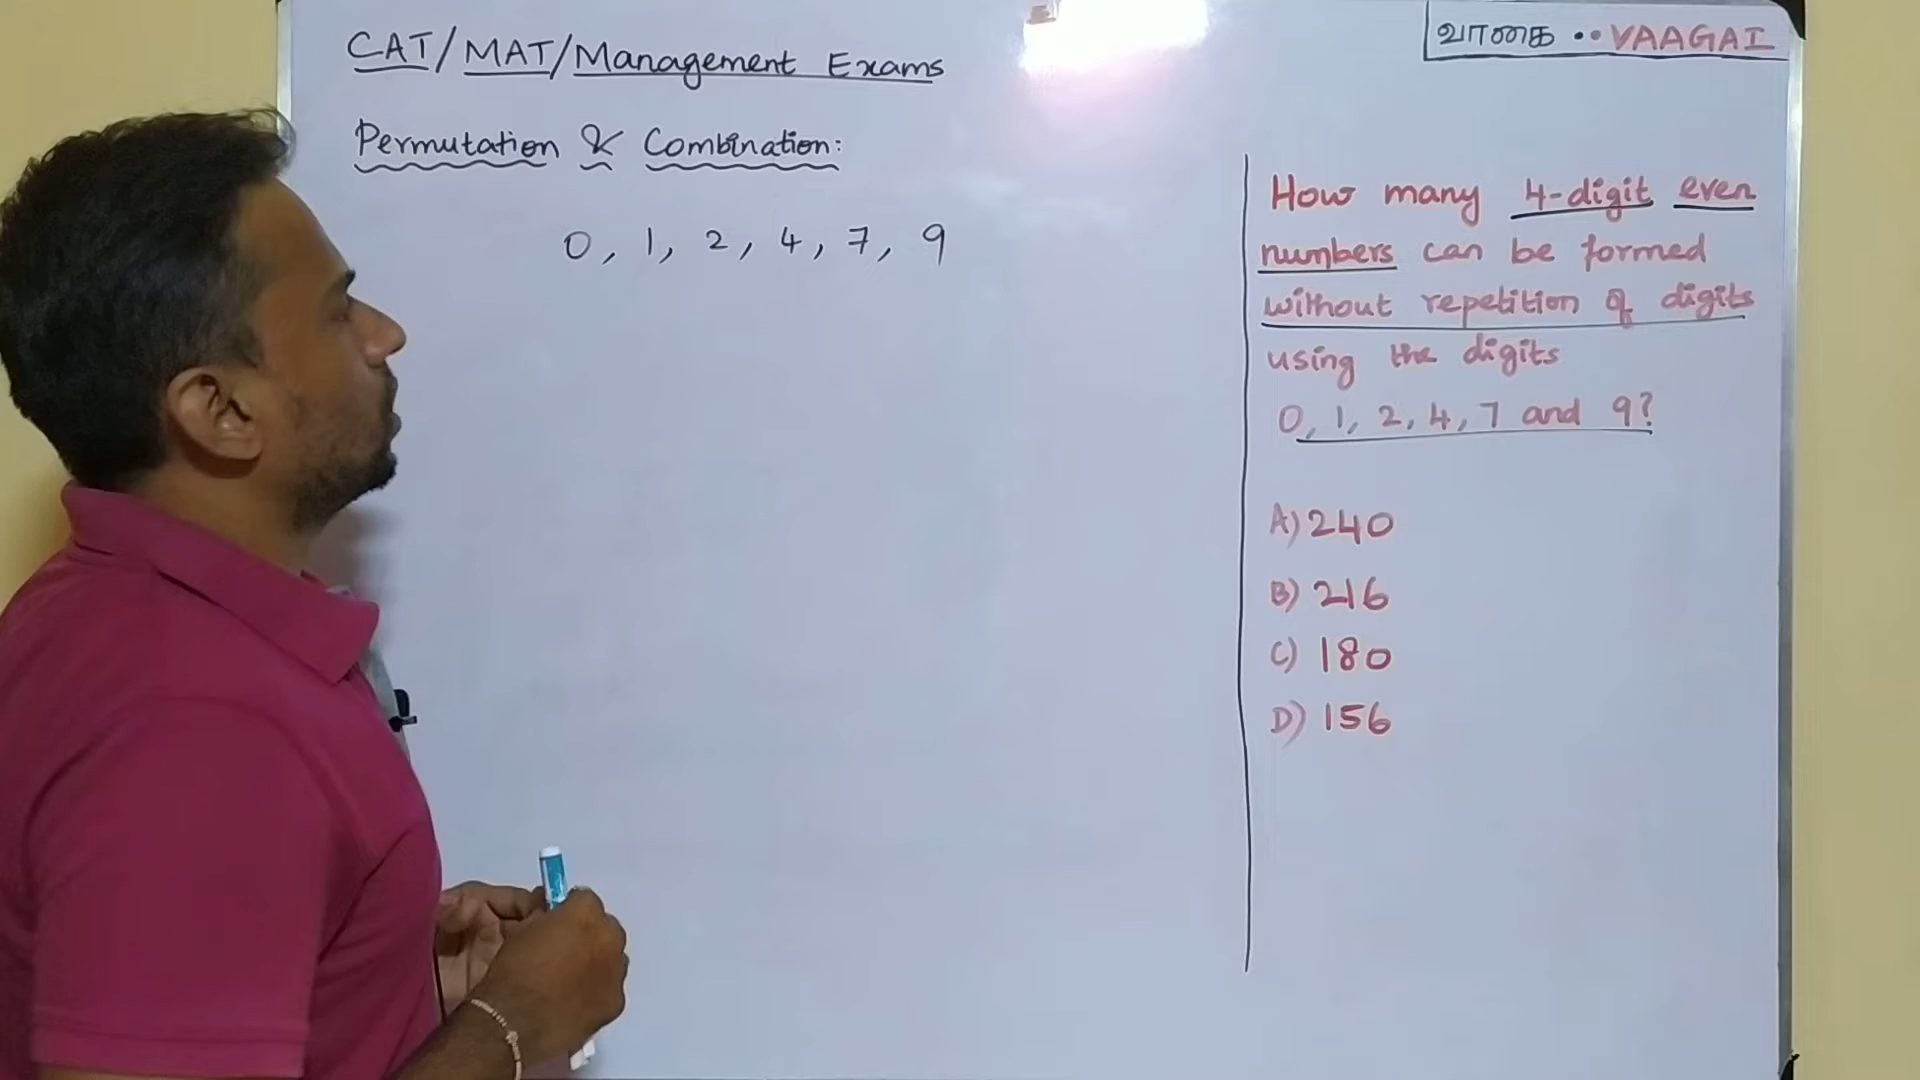 CAT/MAT/Management Exams
வாகை ••VAAGAI
Permutation & Combination:
0, 1, 2, 4, 7, 9
How many 4-digit even
numbers can be formed
without repetition of digits
using the digits
0, 1, 2, 4, 7 and 9?
A) 240
B) 216
C) 180
D) 156